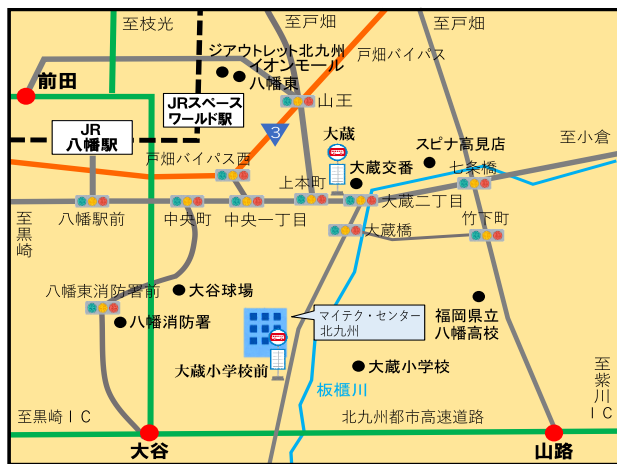 至枝光
至戸畑
至戸畑
ジアウトレット北九州
イオンモール
八幡東
戸畑バイパス
前田
JRスペース
ワールド駅
山王
3
JR
八幡駅
大蔵
スピナ高見店
至小倉
戸畑バイパス西
大蔵交番
七条橋
上本町
至黒崎
八幡駅前
中央町
中央一丁目
大蔵二丁目
竹下町
大蔵橋
八幡東消防署前
大谷球場
八幡消防署
マイテク・センター
北九州
福岡県立
八幡高校
大蔵小学校前
大蔵小学校
板櫃川
至紫川IC
至黒崎IC
北九州都市高速道路
大谷
山路